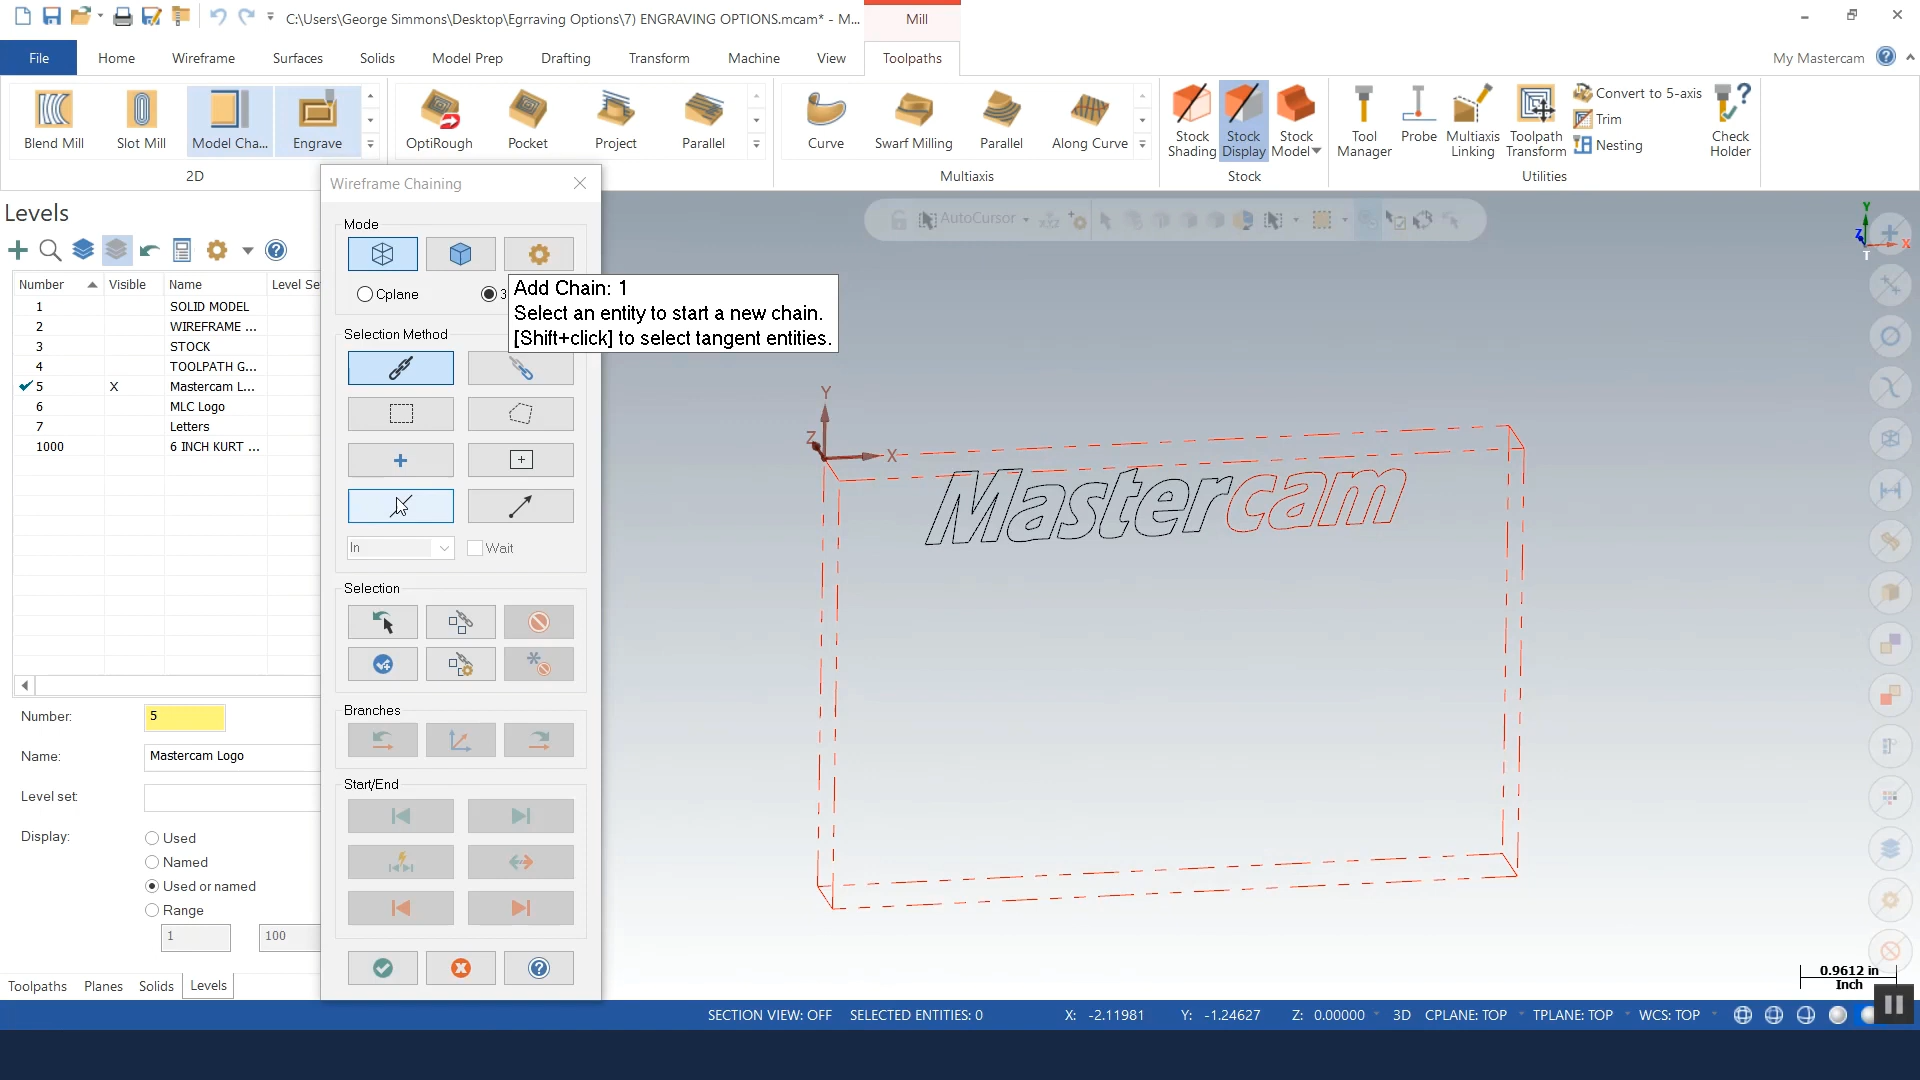 C:\Users\George Simmons\Desktop\Egrraving Options\7) ENGRAVING OPTIONS.mcam* - M...
Mill
File
Home
Wireframe
Surfaces
Solids
Model Prep
Drafting
Transform
Machine
View
Toolpaths
My Mastercam
Blend Mill
Slot Mill
Model Cha...
Engrave
OptiRough
Pocket
Project
Parallel
Curve
Swarf Milling
Parallel
Along Curve
Stock Shading
Stock Display
Stock Model
Tool Manager
Probe
Multiaxis Linking
Toolpath Transform
Convert to 5-axis
Trim
Nesting
Check Holder
2D
Multiaxis
Stock
Utilities
Levels
Number Visible Name Level Se
1 SOLID MODEL
2 WIREFRAME ...
3 STOCK
4 TOOLPATH G...
5 X Mastercam L...
6 MLC Logo
7 Letters
1000 6 INCH KURT ...
Number: 5
Name: Mastercam Logo
Level set:
Display:
Used
Named
Used or named
Range
1 100
Toolpaths Planes Solids Levels
Wireframe Chaining
Mode
Cplane 3
Selection Method
In Wait
Selection
Branches
Start/End
Add Chain: 1
Select an entity to start a new chain.
[Shift+click] to select tangent entities.
AutoCursor
Y
Z
X
Mastercam
Y
Z X
T
0.9612 in
Inch
SECTION VIEW: OFF SELECTED ENTITIES: 0 X: -2.11981 Y: -1.24627 Z: 0.00000 3D CPLANE: TOP TPLANE: TOP WCS: TOP